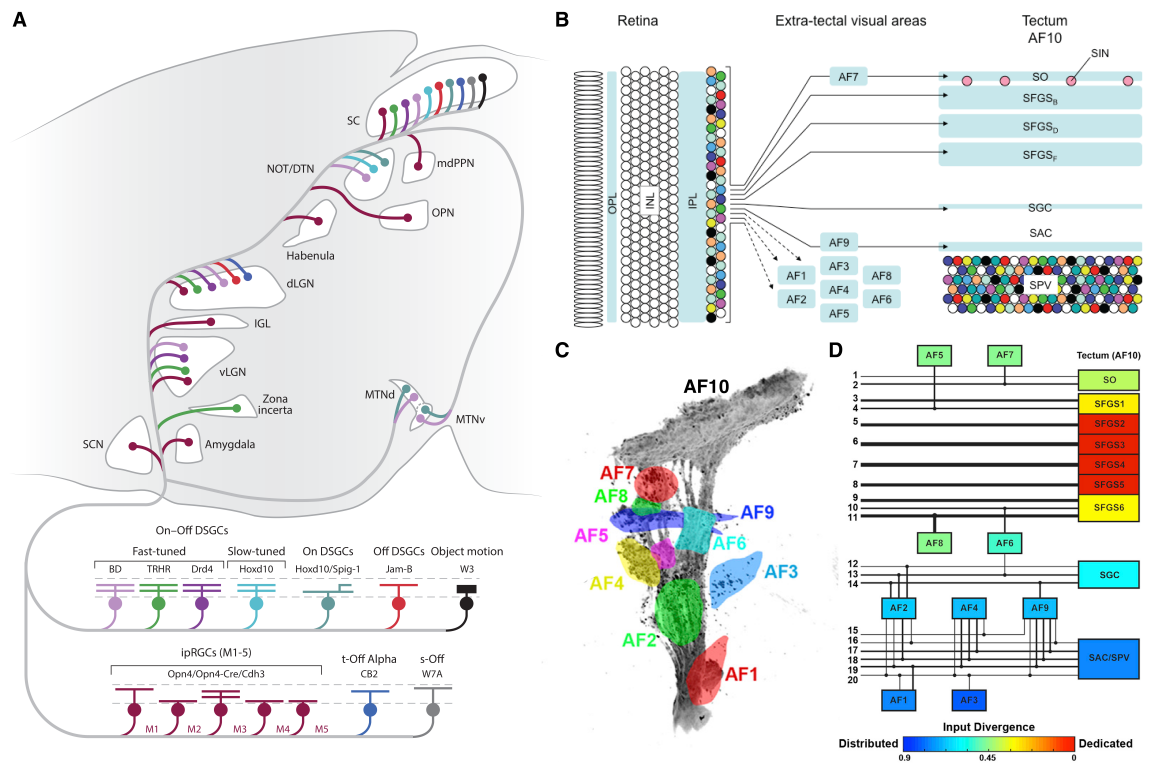 A
SC
NOT/DTN
mdPPN
OPN
Habenula
dLGN
IGL
vLGN
Zona
incerta
SCN
Amygdala
MTNd
MTNv
On–Off DSGCs
Fast-tuned Slow-tuned On DSGCs Off DSGCs Object motion
BD TRHR Drd4 Hoxd10 Hoxd10/Spig-1 Jam-B W3
ipRGCs (M1-5) t-Off Alpha s-Off
Opn4/Opn4-Cre/Cdh3 CB2 W7A
M1 M2 M3 M4 M5
B
Retina Extra-tectal visual areas Tectum
AF10
SIN
AF7 SO
SFGSB
SFGSD
SFGSF
OPL INL IPL
SGC
SAC
AF9
AF1 AF3 AF8
AF4
AF2 AF6
AF5
SPV
C
AF10
AF7
AF8
AF9
AF5
AF6
AF4
AF3
AF2
AF1
D
AF5 AF7 Tectum (AF10)
1
2 SO
3
4 SFGS1
5 SFGS2
6 SFGS3
7 SFGS4
8 SFGS5
9
10 SFGS6
11
AF8 AF6
12
13 SGC
14
AF2 AF4 AF9
15
16
17
18 SAC/SPV
19
20
AF1 AF3
Input Divergence
Distributed Dedicated
0.9 0.45 0